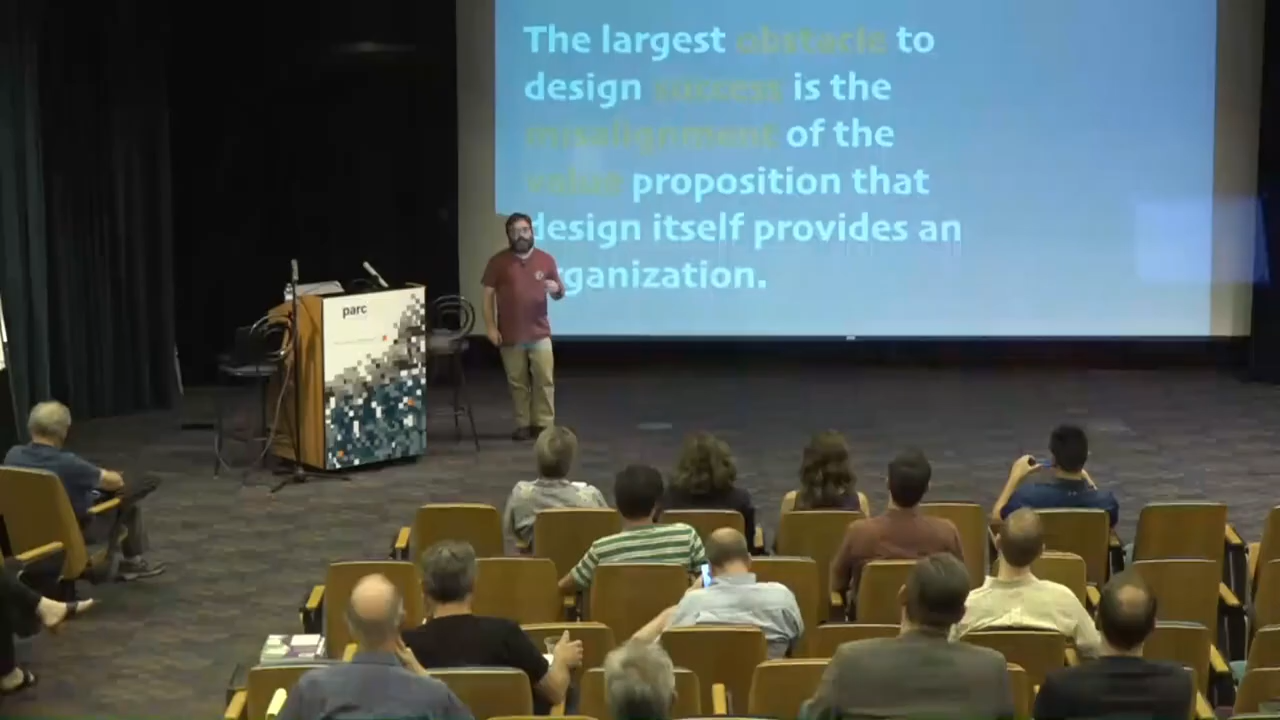 The largest obstacle to
design success is the
misalignment of the
value proposition that
design itself provides an
organization.
parc